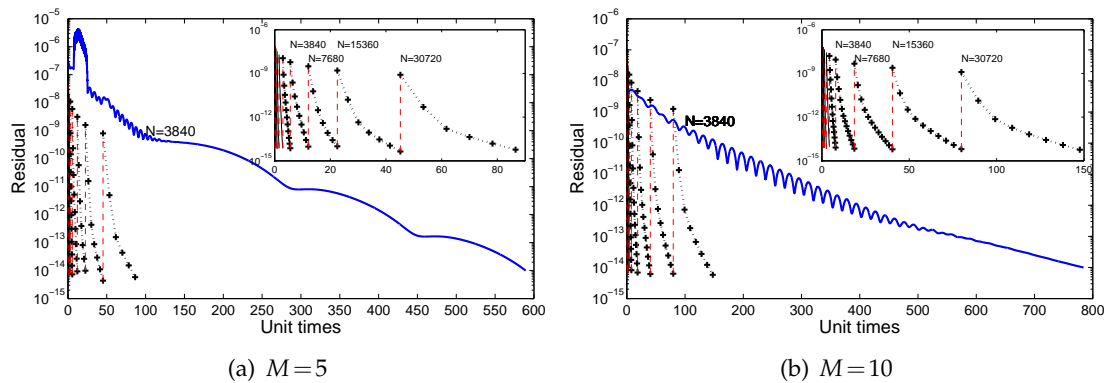 10^-5
10^-6
10^-7
10^-8
10^-9
10^-10
10^-11
10^-12
10^-13
10^-14
10^-15
Residual
0 50 100 150 200 250 300 350 400 450 500 550 600
Unit times
N=3840
10^-6
10^-9
10^-12
10^-15
0 20 40 60 80
N=3840 N=15360
N=7680 N=30720
(a) M=5
10^-5
10^-6
10^-7
10^-8
10^-9
10^-10
10^-11
10^-12
10^-13
10^-14
10^-15
Residual
0 100 200 300 400 500 600 700 800
Unit times
N=3840
10^-6
10^-9
10^-12
10^-15
0 50 100 150
N=3840 N=15360
N=7680 N=30720
(b) M=10